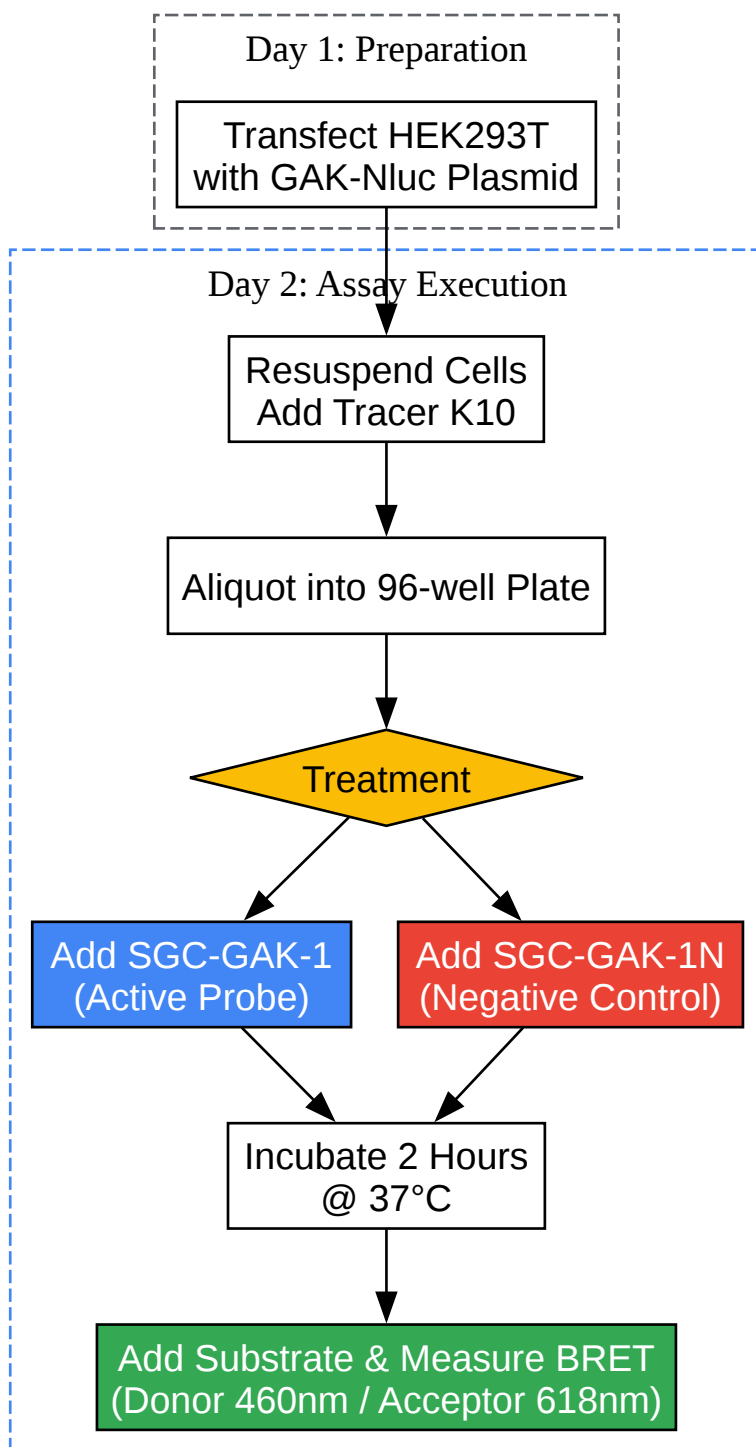 Day 1: Preparation
Transfect HEK293T
with GAK-Nluc Plasmid
Day 2: Assay Execution
Resuspend Cells
Add Tracer K10
Aliquot into 96-well Plate
Treatment
Add SGC-GAK-1
(Active Probe)
Add SGC-GAK-1N
(Negative Control)
Incubate 2 Hours
@ 37°C
Add Substrate & Measure BRET
(Donor 460nm / Acceptor 618nm)